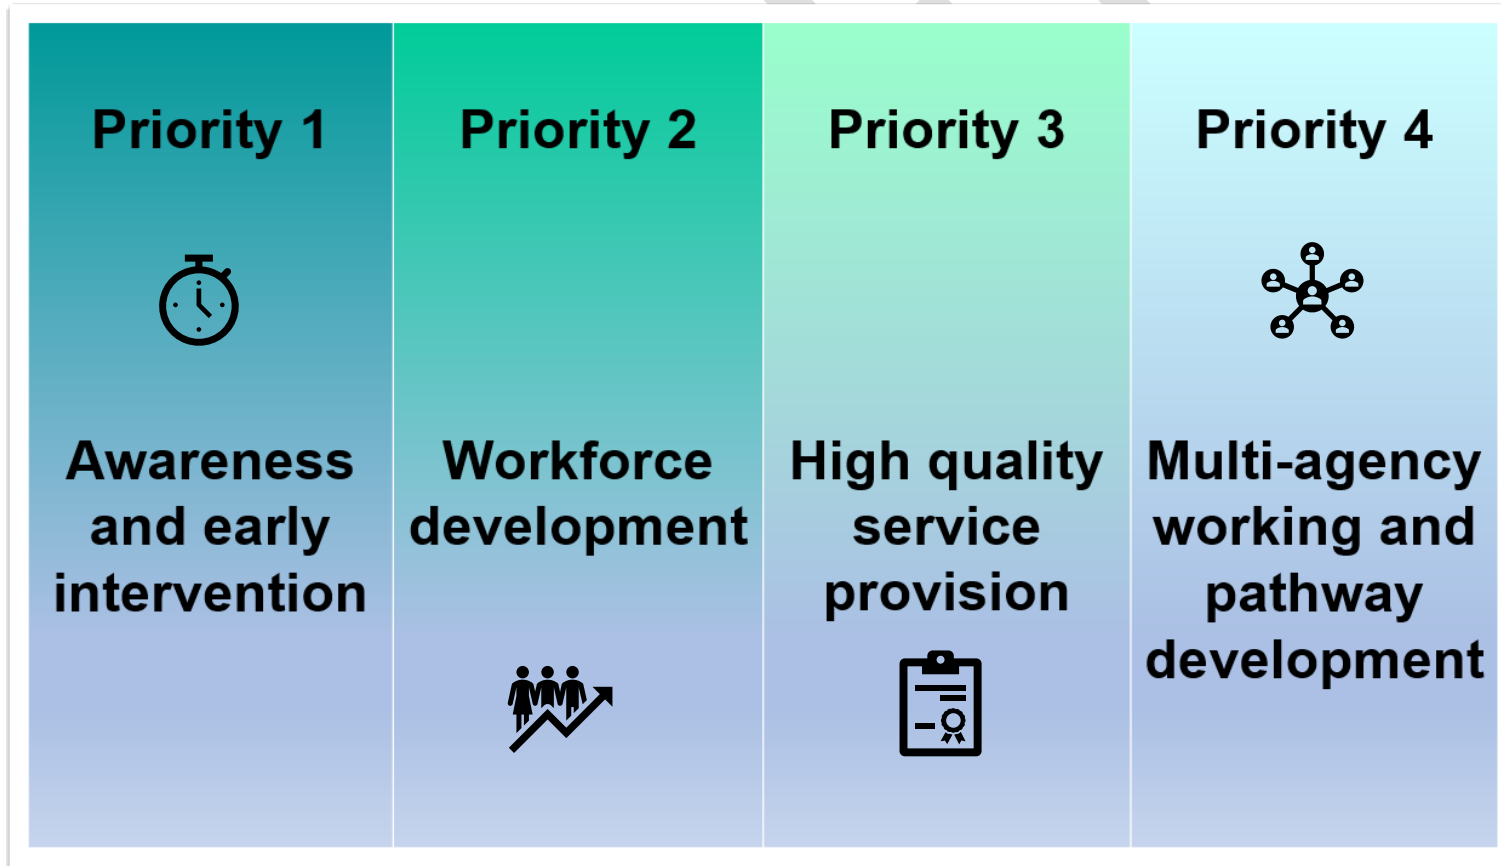 Priority 1
Awareness
and early
intervention
Priority 2
Workforce
development
Priority 3
High quality
service
provision
Priority 4
Multi-agency
working and
pathway
development